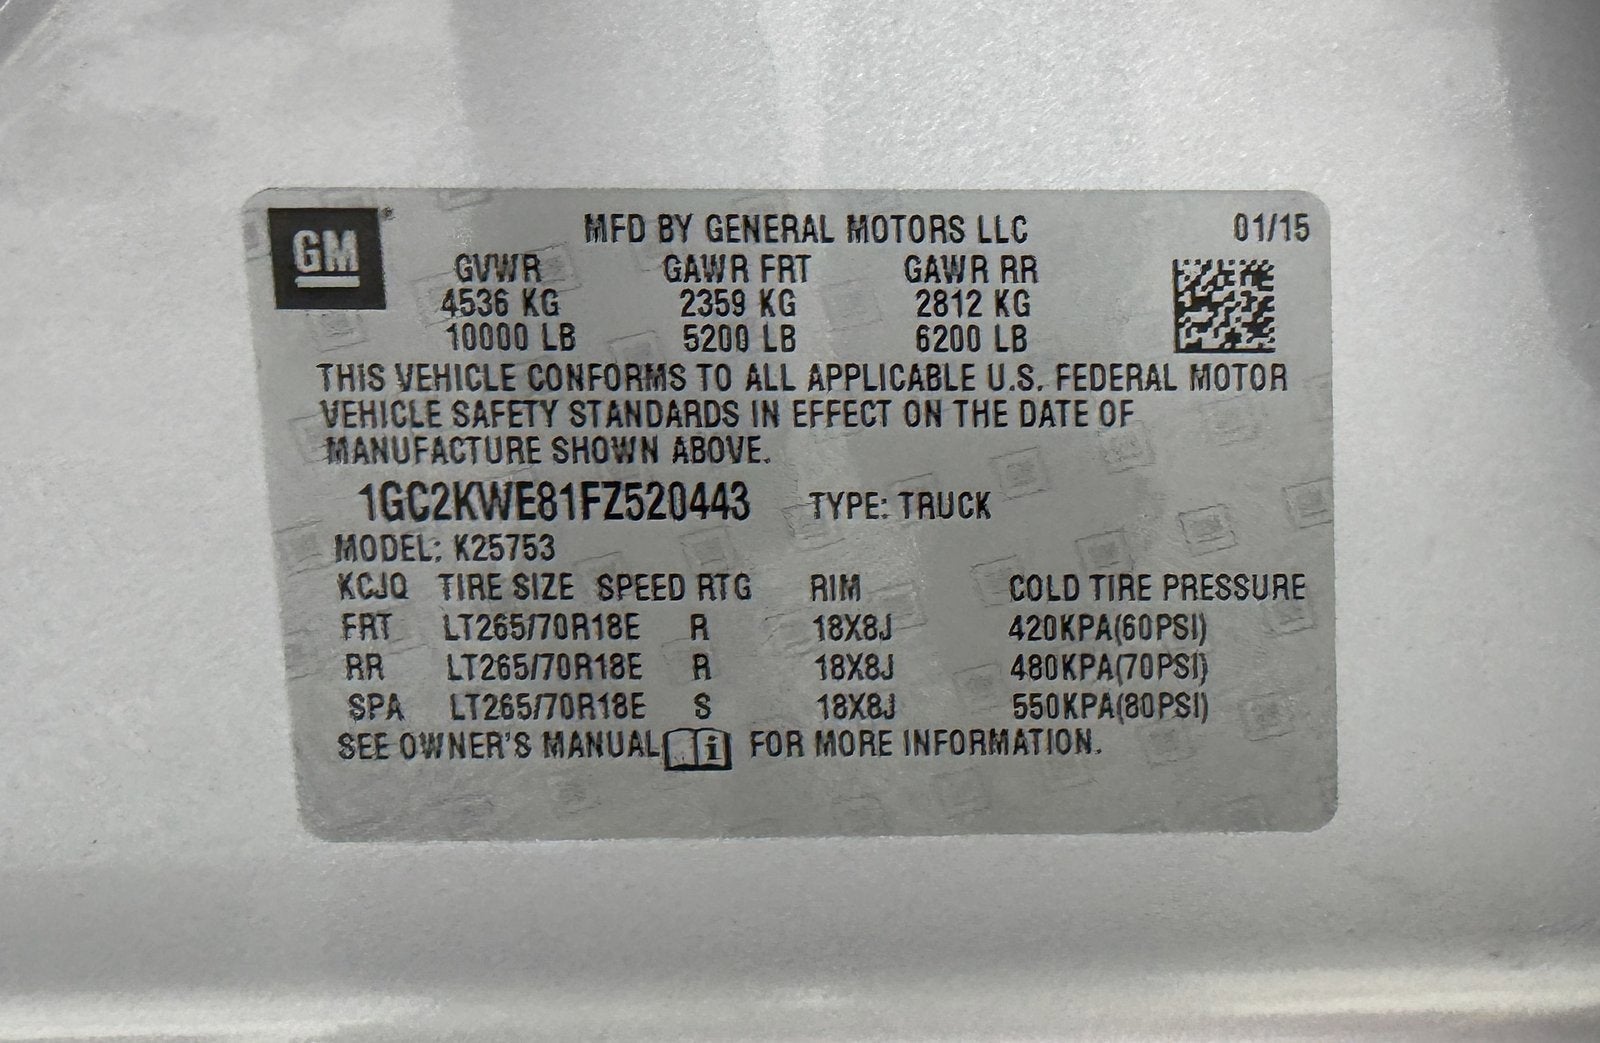 GM
MFD BY GENERAL MOTORS LLC 01/15
GVWR GAWR FRT GAWR RR
4536 KG 2359 KG 2812 KG
10000 LB 5200 LB 6200 LB
THIS VEHICLE CONFORMS TO ALL APPLICABLE U.S. FEDERAL MOTOR
VEHICLE SAFETY STANDARDS IN EFFECT ON THE DATE OF
MANUFACTURE SHOWN ABOVE.
1GC2KWE81FZ520443 TYPE: TRUCK
MODEL: K25753
KCJQ TIRE SIZE SPEED RTG RIM COLD TIRE PRESSURE
FRT LT265/70R18E R 18X8J 420KPA(60PSI)
RR LT265/70R18E R 18X8J 480KPA(70PSI)
SPA LT265/70R18E S 18X8J 550KPA(80PSI)
SEE OWNER'S MANUAL i FOR MORE INFORMATION.